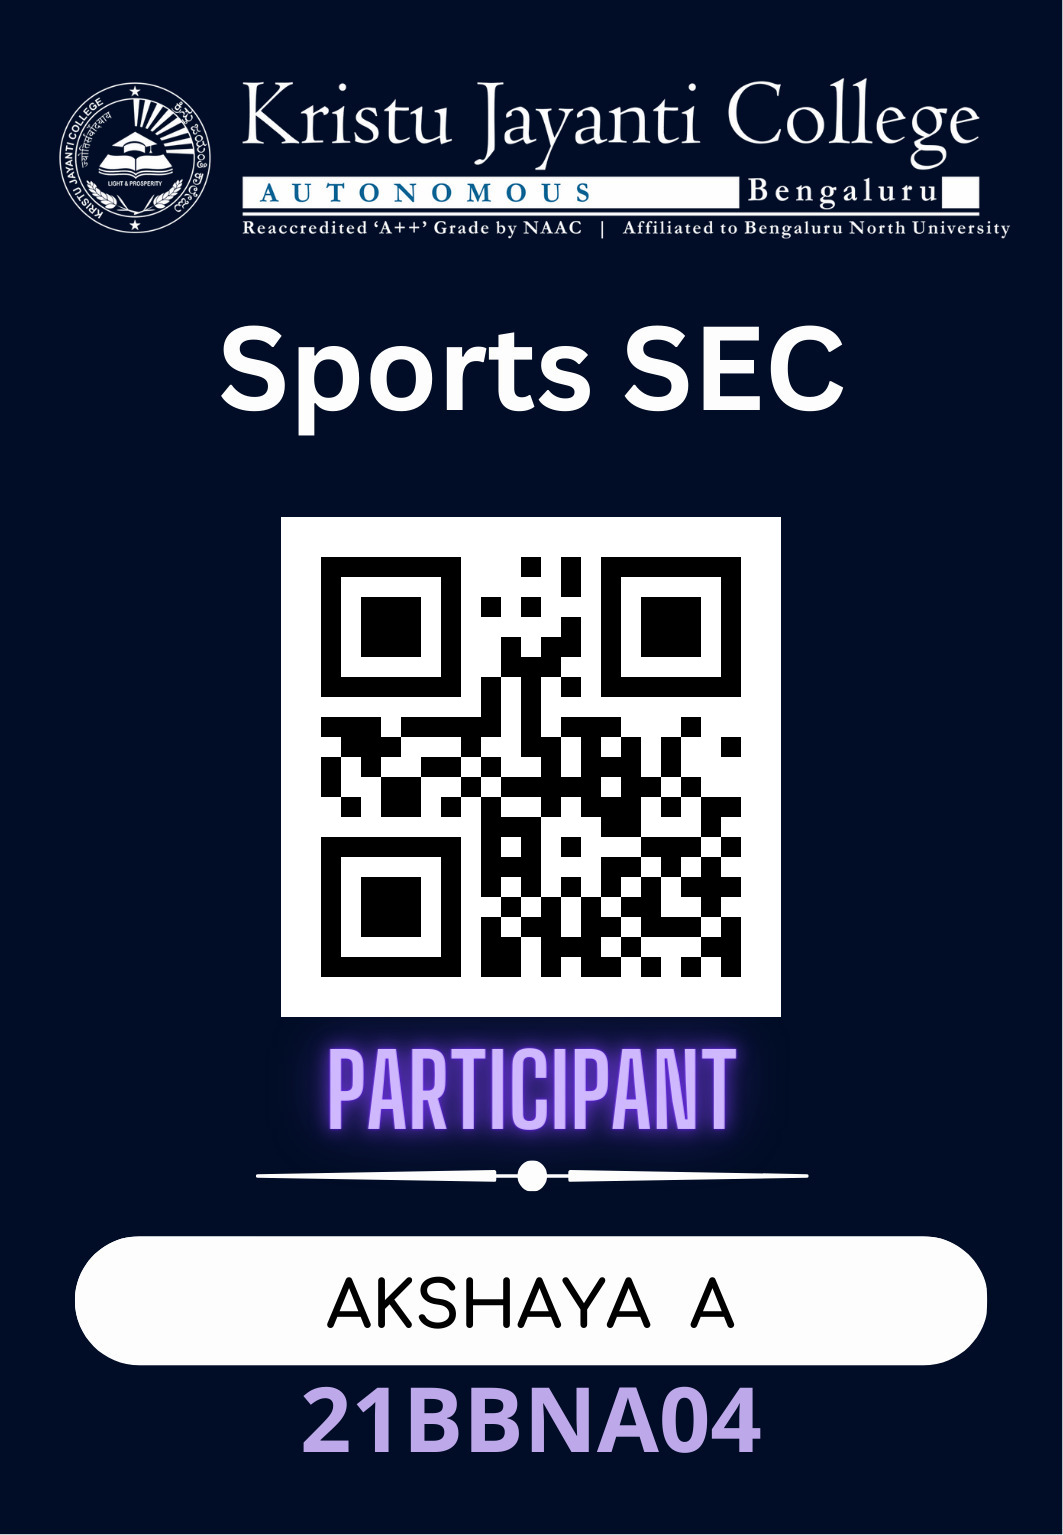 Kristu Jayanti College
AUTONOMOUS Bengaluru
Reaccredited ‘A++’ Grade by NAAC | Affiliated to Bengaluru North University
KRISTU JAYANTI COLLEGE
ಕ್ರಿಸ್ತು ಜಯಂತಿ ಕಾಲೇಜು
LIGHT & PROSPERITY
Sports SEC
PARTICIPANT
AKSHAYA A
21BBNA04